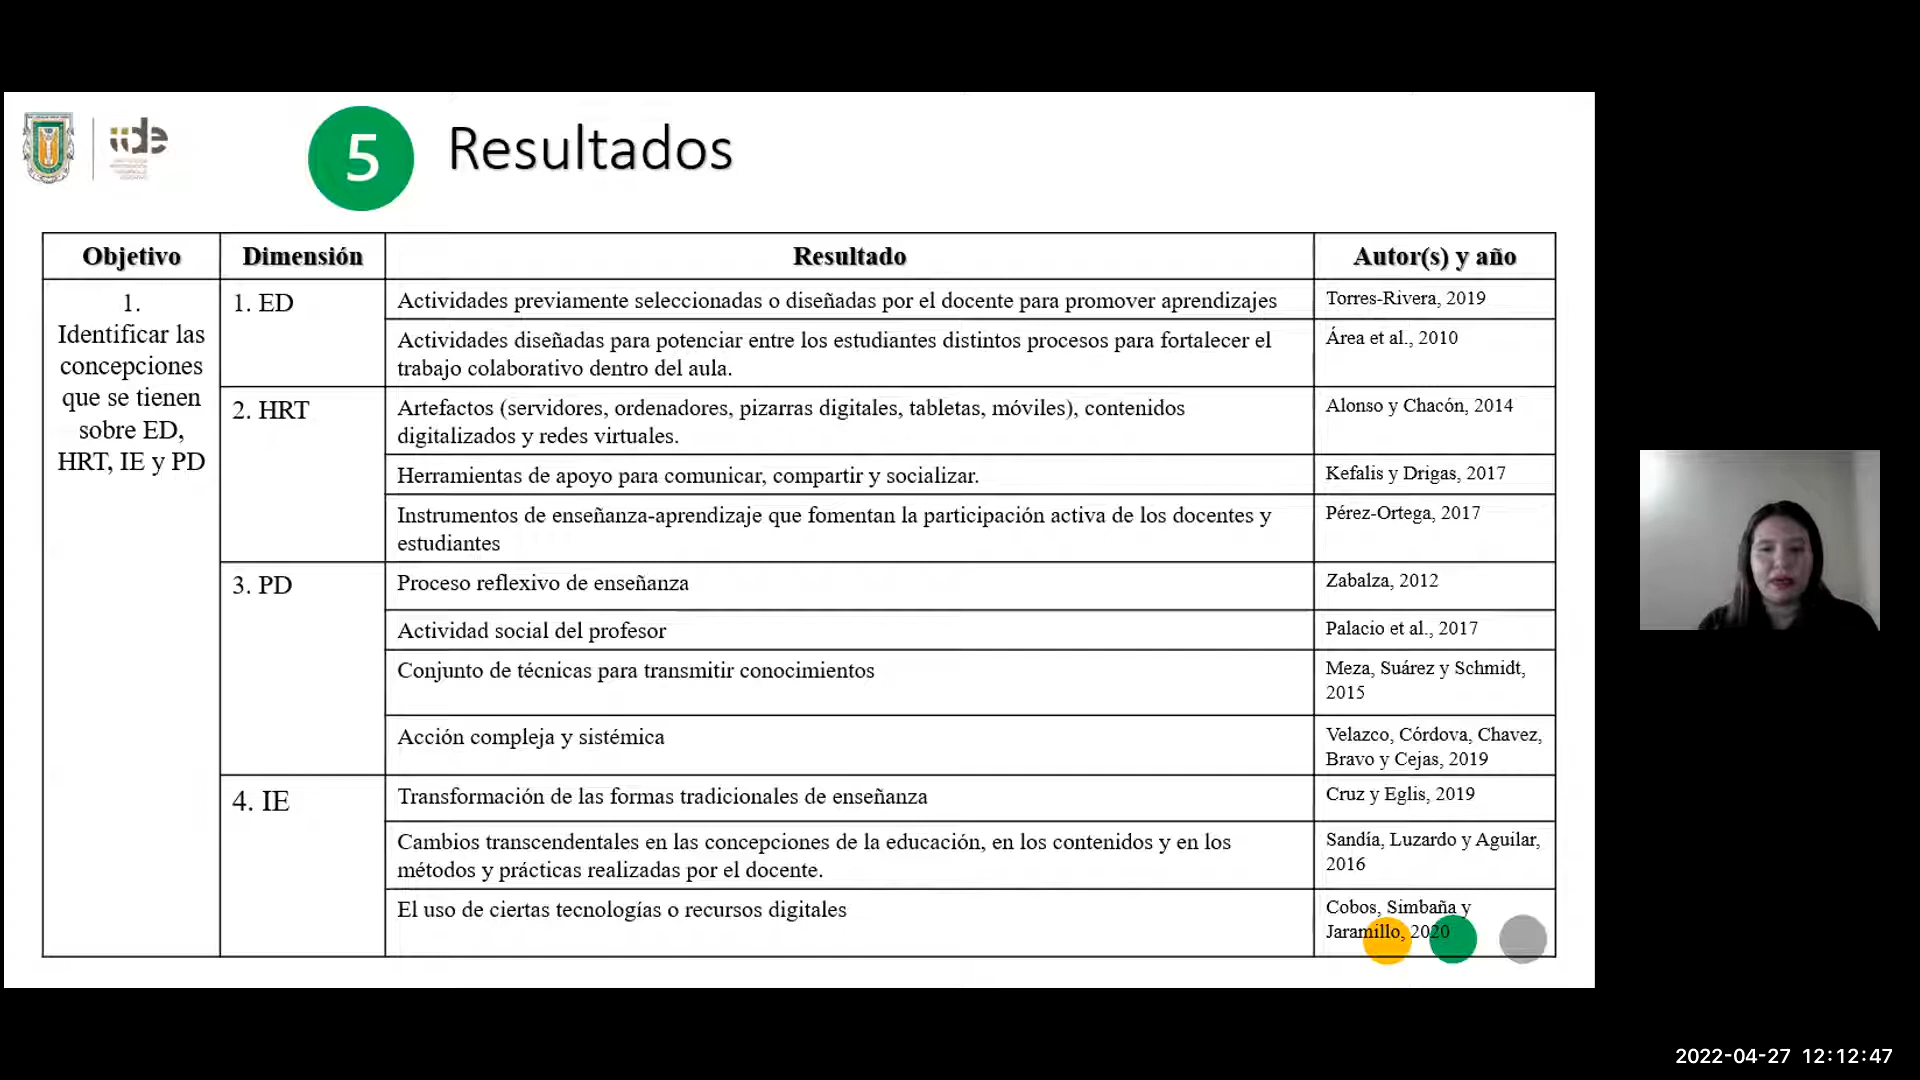 iide
5
Resultados
Objetivo
Dimensión
Resultado
Autor(s) y año
1.
Identificar las
concepciones
que se tienen
sobre ED,
HRT, IE y PD
1. ED
Actividades previamente seleccionadas o diseñadas por el docente para promover aprendizajes
Torres-Rivera, 2019
Actividades diseñadas para potenciar entre los estudiantes distintos procesos para fortalecer el
trabajo colaborativo dentro del aula.
Área et al., 2010
2. HRT
Artefactos (servidores, ordenadores, pizarras digitales, tabletas, móviles), contenidos
digitalizados y redes virtuales.
Alonso y Chacón, 2014
Herramientas de apoyo para comunicar, compartir y socializar.
Kefalis y Drigas, 2017
Instrumentos de enseñanza-aprendizaje que fomentan la participación activa de los docentes y
estudiantes
Pérez-Ortega, 2017
3. PD
Proceso reflexivo de enseñanza
Zabalza, 2012
Actividad social del profesor
Palacio et al., 2017
Conjunto de técnicas para transmitir conocimientos
Meza, Suárez y Schmidt,
2015
Acción compleja y sistémica
Velazco, Córdova, Chavez,
Bravo y Cejas, 2019
4. IE
Transformación de las formas tradicionales de enseñanza
Cruz y Eglis, 2019
Cambios transcendentales en las concepciones de la educación, en los contenidos y en los
métodos y prácticas realizadas por el docente.
Sandía, Luzardo y Aguilar,
2016
El uso de ciertas tecnologías o recursos digitales
Cobos, Simbaña y
Jaramillo, 2020
2022-04-27 12:12:47